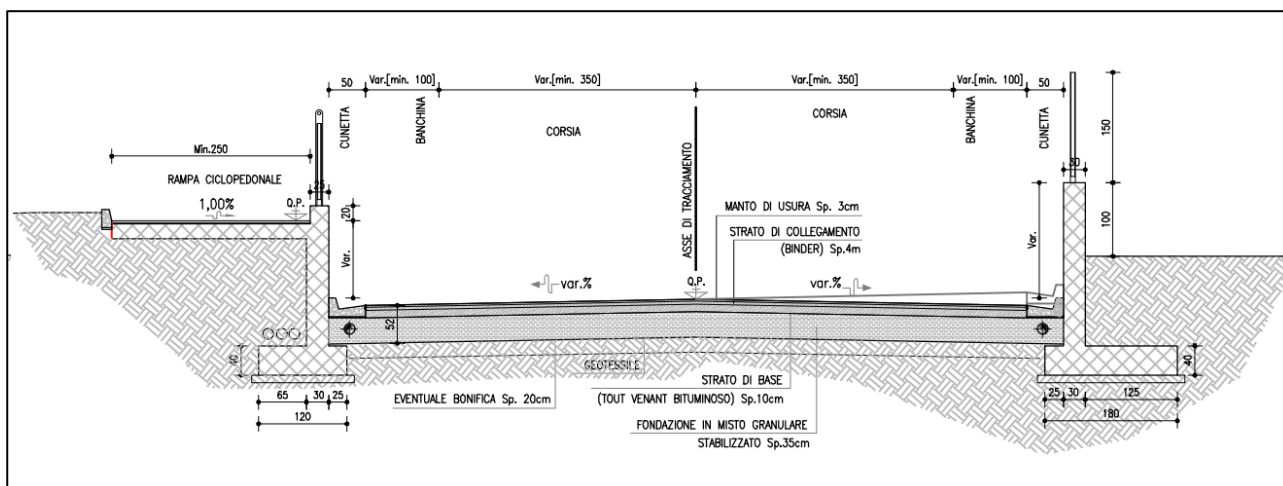 50
Var.[min. 100]
Var.[min. 350]
Var.[min. 350]
Var.[min. 100]
50
CUNETTA
BANCHINA
CORSIA
ASSE DI TRACCIAMENTO
CORSIA
BANCHINA
CUNETTA
150
Min.250
30
RAMPA CICLOPEDONALE
25
1,00%
Q.P.
20
100
MANTO DI USURA Sp. 3cm
STRATO DI COLLEGAMENTO
(BINDER) Sp.4m
Var.
Var.
var.%
Q.P.
var.%
52
40
GEOTESSILE
40
STRATO DI BASE
(TOUT VENANT BITUMINOSO) Sp.10cm
EVENTUALE BONIFICA Sp. 20cm
65
30
25
120
25
30
125
180
FONDAZIONE IN MISTO GRANULARE
STABILIZZATO Sp.35cm